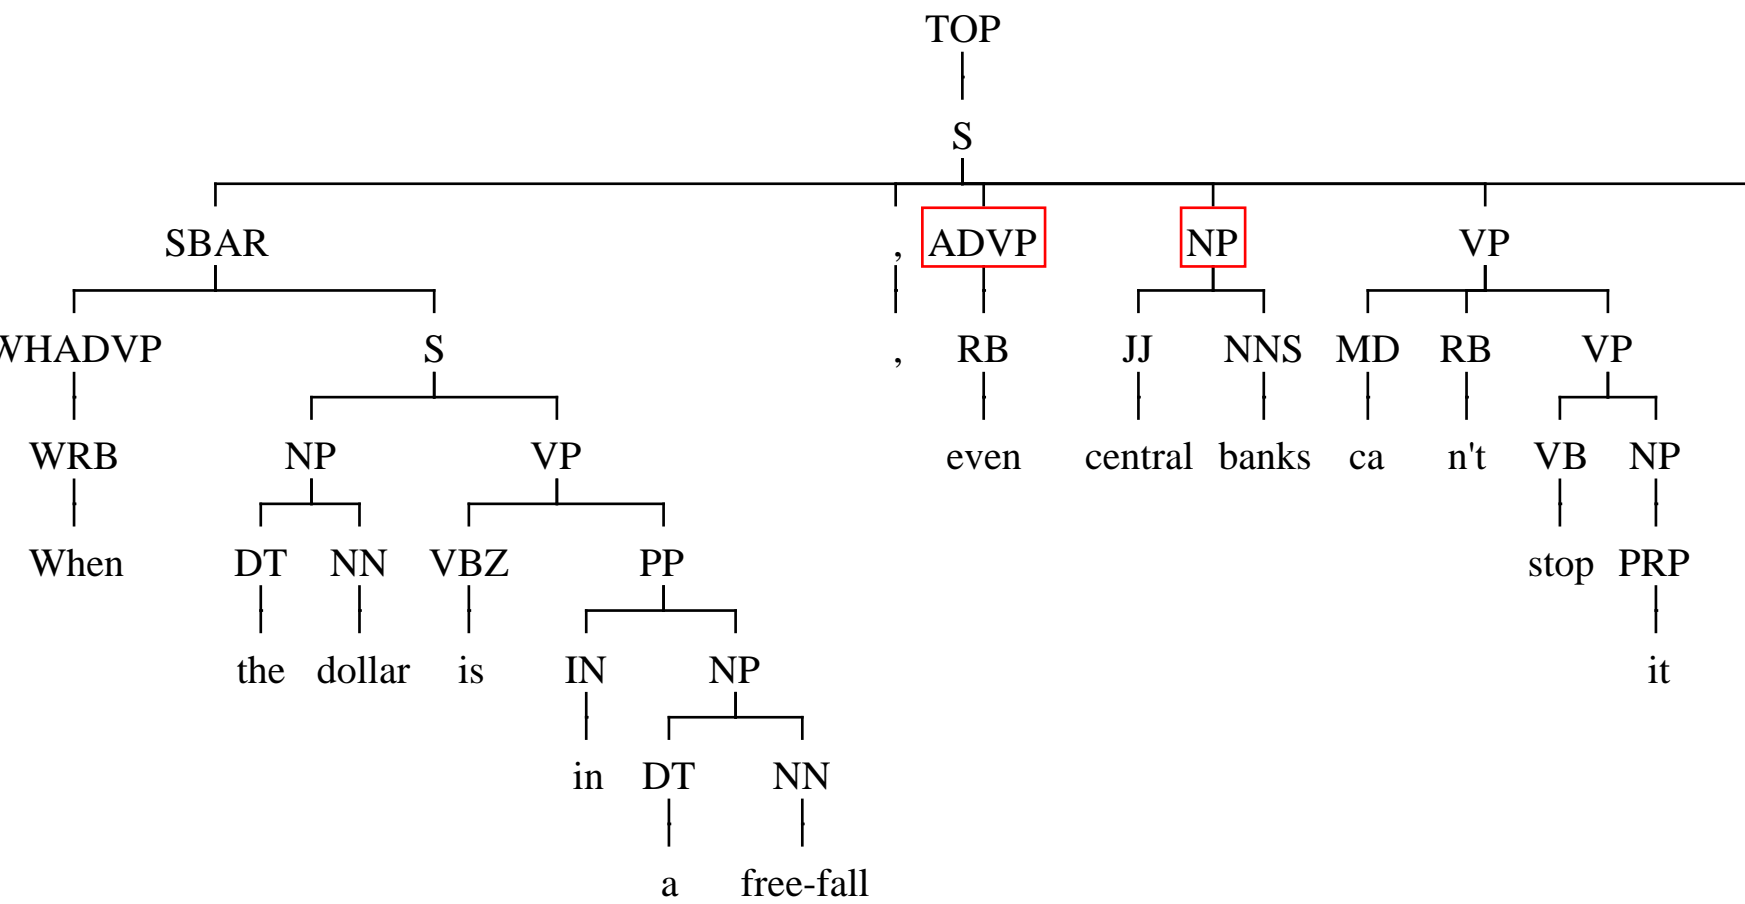 TOP
S
SBAR , ADVP NP VP
WHADVP S , RB JJ NNS MD RB VP
WRB NP VP even central banks ca n't VB NP
When DT NN VBZ PP stop PRP
the dollar is IN NP it
in DT NN
a free-fall